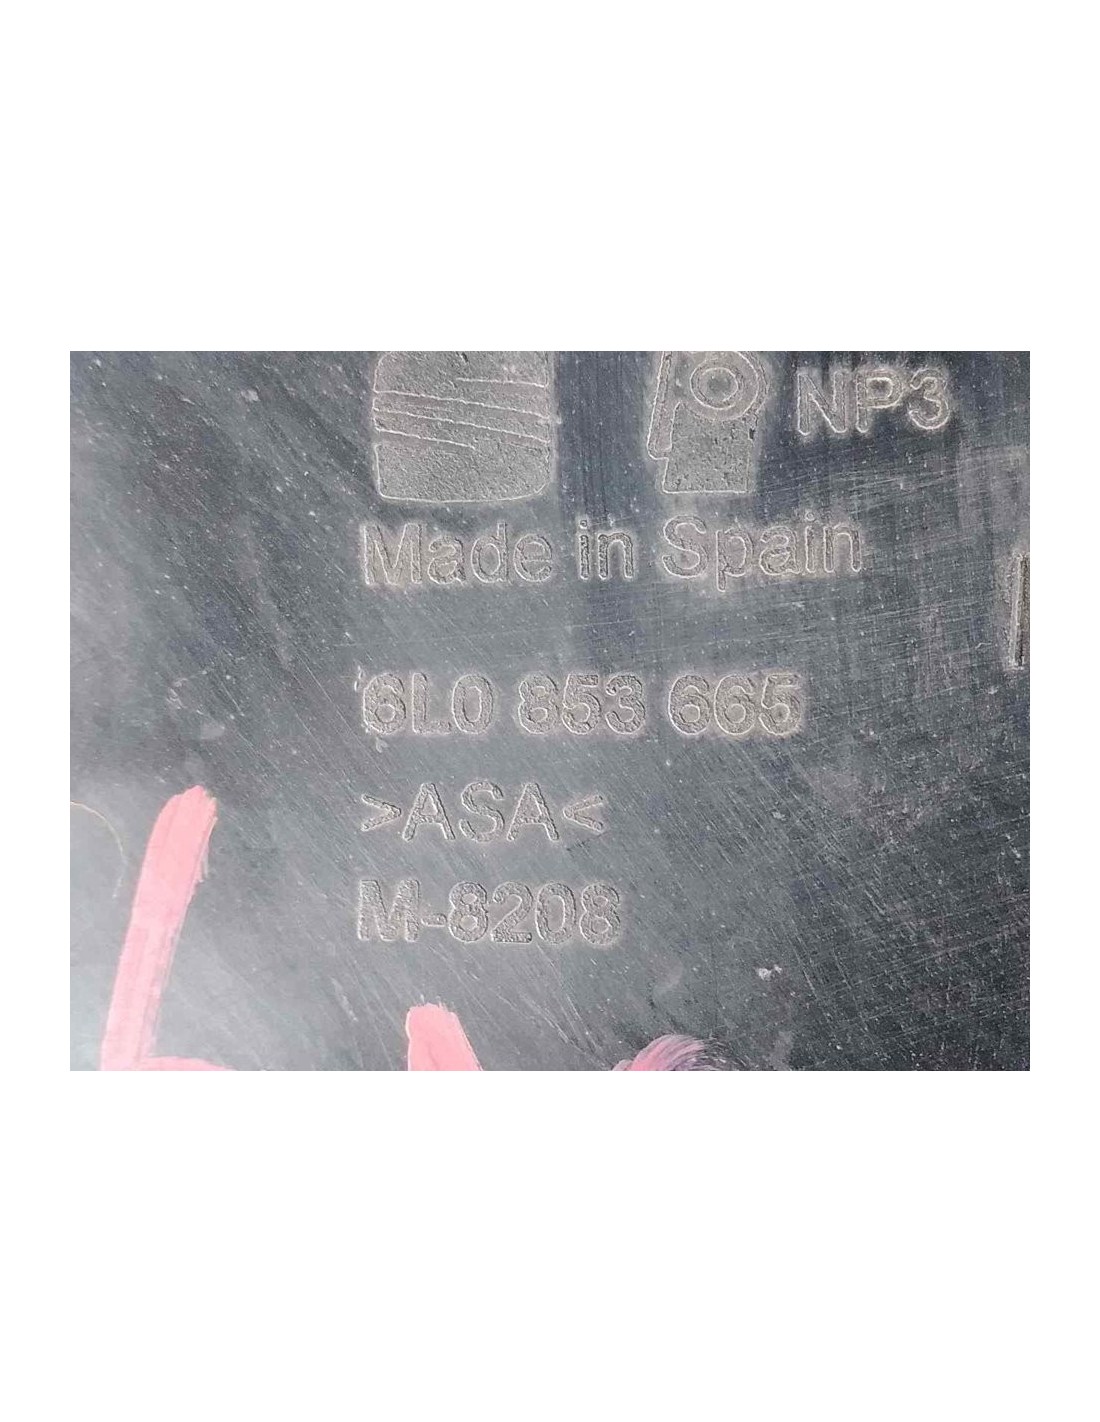 NP3
Made in Spain
6L0 853 665
>ASA<
M-8208